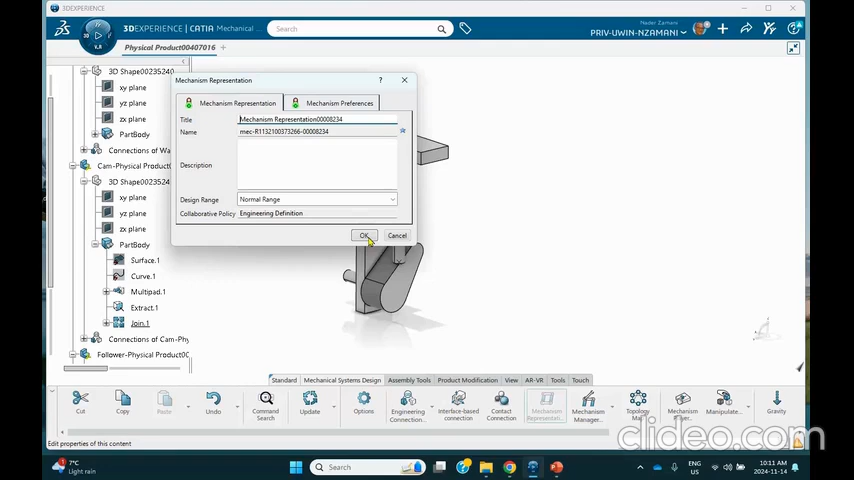 3DEXPERIENCE
3DEXPERIENCE | CATIA Mechanical
Search
Nader Zamani
PRIV-UWIN-NZAMANI
V.R
Physical Product00407016
3D Shape00235240
xy plane
yz plane
zx plane
PartBody
Connections of Wa
Cam-Physical Product0023
3D Shape0023524
xy plane
yz plane
zx plane
PartBody
Surface.1
Curve.1
Multipad.1
Extract.1
Join.1
Connections of Cam-Phy
Follower-Physical Product00
Mechanism Representation
?
Mechanism Representation
Mechanism Preferences
Title
Mechanism Representation00008234
Name
mec-R1132100373266-00008234
Description
Design Range
Normal Range
Collaborative Policy
Engineering Definition
OK
Cancel
Standard
Mechanical Systems Design
Assembly Tools
Product Modification
View
AR-VR
Tools
Touch
Cut
Copy
Paste
Undo
Command Search
Update
Options
Engineering Connection...
Interface-based connection
Contact Connection
Mechanism Representati...
Mechanism Manager...
Mechanism Player...
Manipulate...
Gravity
Edit properties of this content
clideo.com
7°C
Light rain
Search
ENG
US
10:11 AM
2024-11-14